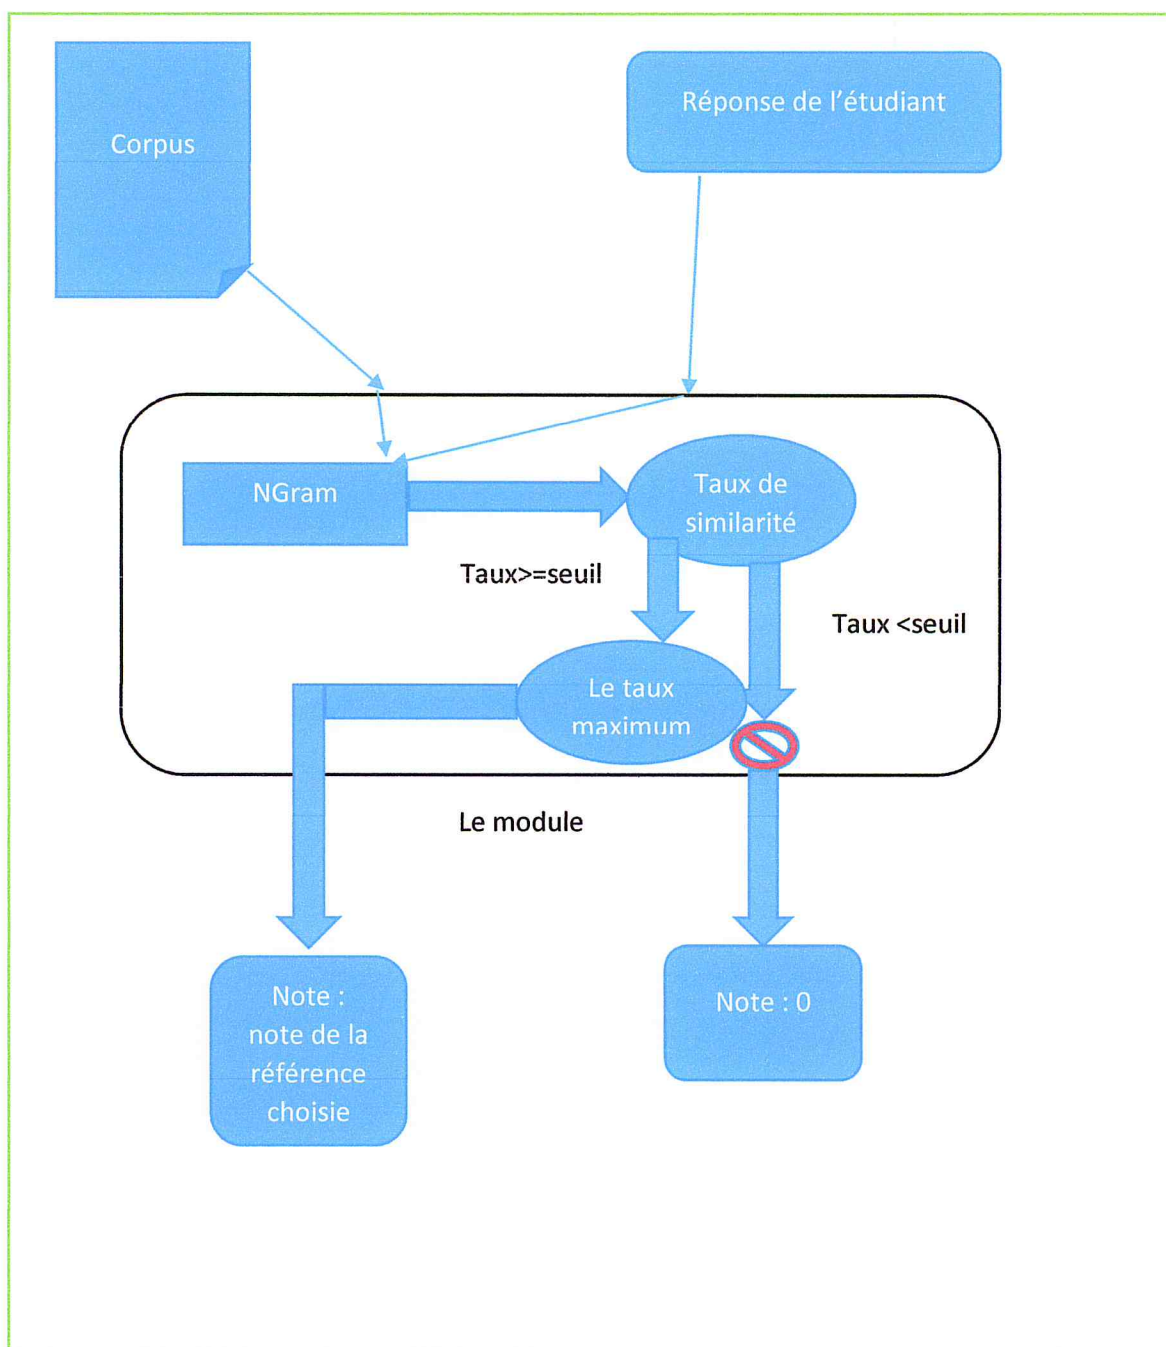 Corpus
Réponse de l'étudiant
NGram
Taux de
similarité
Taux>=seuil
Taux <seuil
Le taux
maximum
Le module
Note :
note de la
référence
choisie
Note : 0